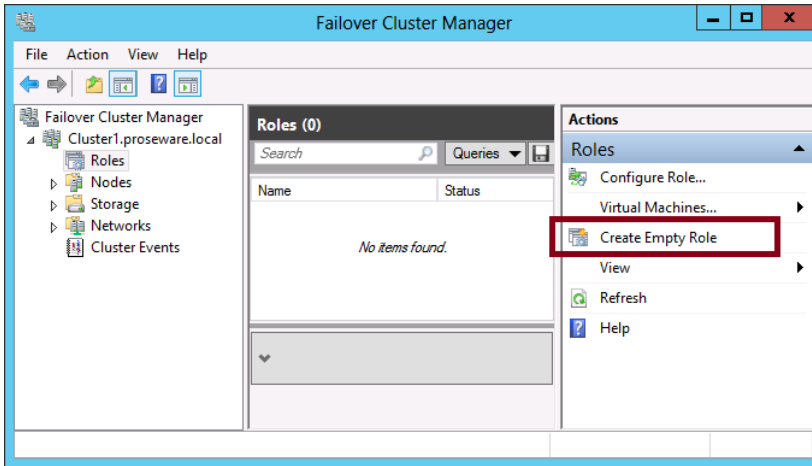 Failover Cluster Manager
File Action View Help
Failover Cluster Manager
Cluster1.proseware.local
Roles
Nodes
Storage
Networks
Cluster Events
Roles (0)
Search
Queries
Name Status
No items found.
Actions
Roles
Configure Role...
Virtual Machines...
Create Empty Role
View
Refresh
Help